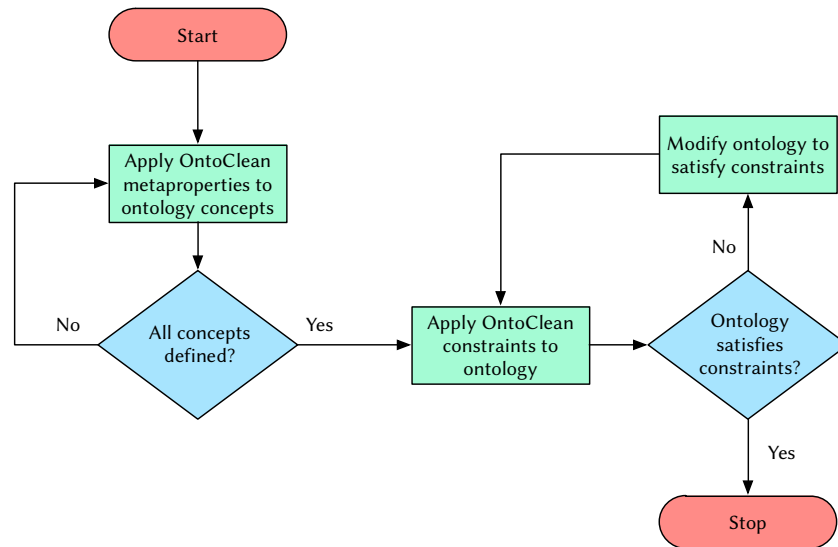 Start
Apply OntoClean
metaproperties to
ontology concepts
No
All concepts
defined?
Yes
Apply OntoClean
constraints to
ontology
Modify ontology to
satisfy constraints
No
Ontology
satisfies
constraints?
Yes
Stop